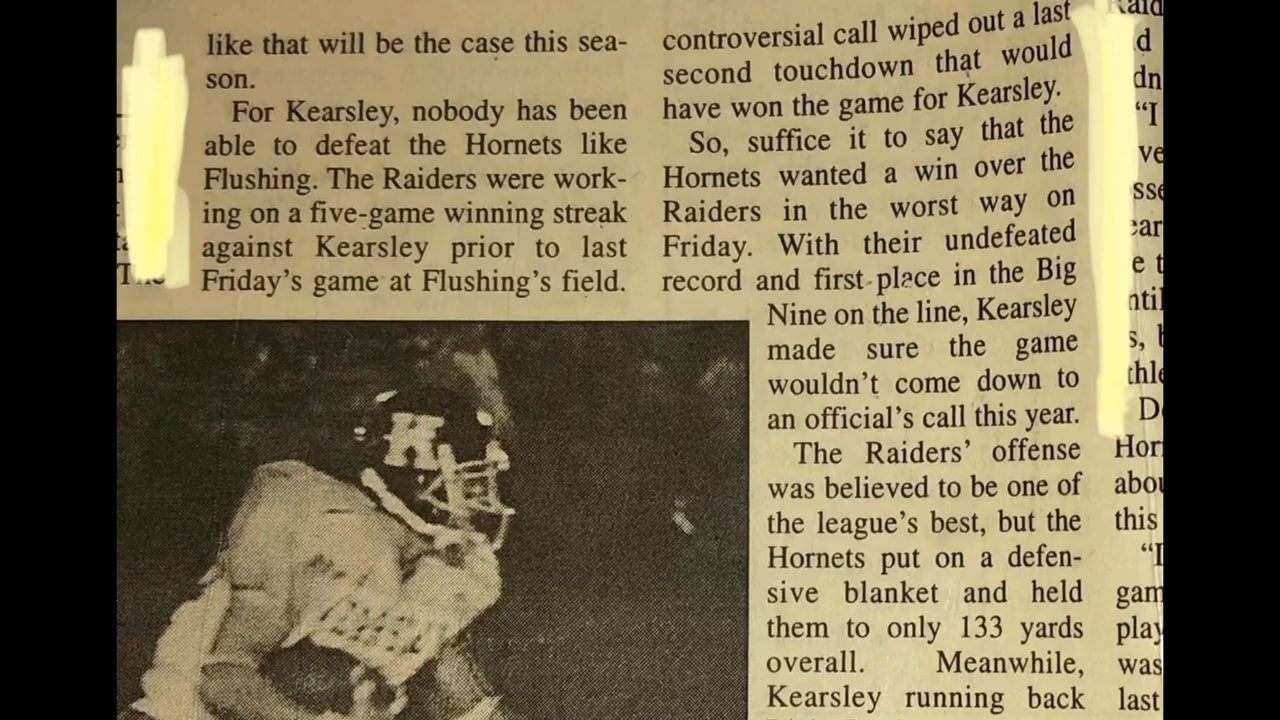 like that will be the case this sea-
son.
For Kearsley, nobody has been
able to defeat the Hornets like
Flushing. The Raiders were work-
ing on a five-game winning streak
against Kearsley prior to last
Friday's game at Flushing's field.
controversial call wiped out a last
second touchdown that would
have won the game for Kearsley.
So, suffice it to say that the
Hornets wanted a win over the
Raiders in the worst way on
Friday. With their undefeated
record and first place in the Big
Nine on the line, Kearsley
made sure the game
wouldn't come down to
an official's call this year.
The Raiders' offense
was believed to be one of
the league's best, but the
Hornets put on a defen-
sive blanket and held
them to only 133 yards
overall. Meanwhile,
Kearsley running back
"I
this
was
last